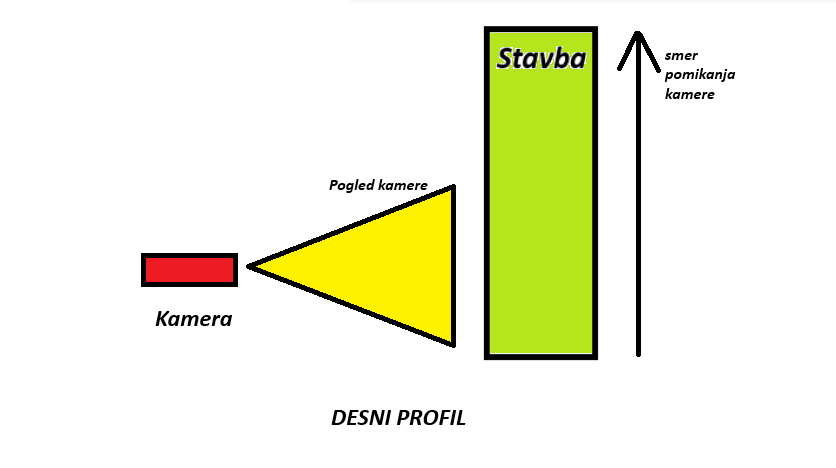 Stavba
smer
pomikanja
kamere
Pogled kamere
Kamera
DESNI PROFIL